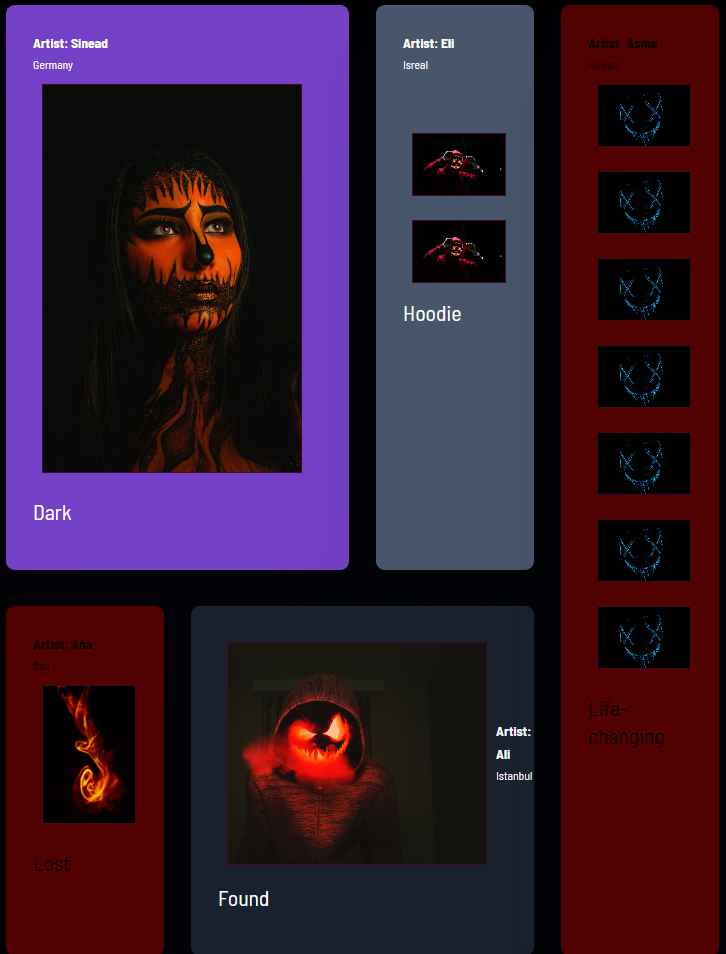 Artist: Sinead
Germany
Dark
Artist: Eli
Isreal
Hoodie
Artist: Asma
Kuwait
Life-
changing
Artist: Ana
Bali
Lost
Artist:
Ali
Istanbul
Found